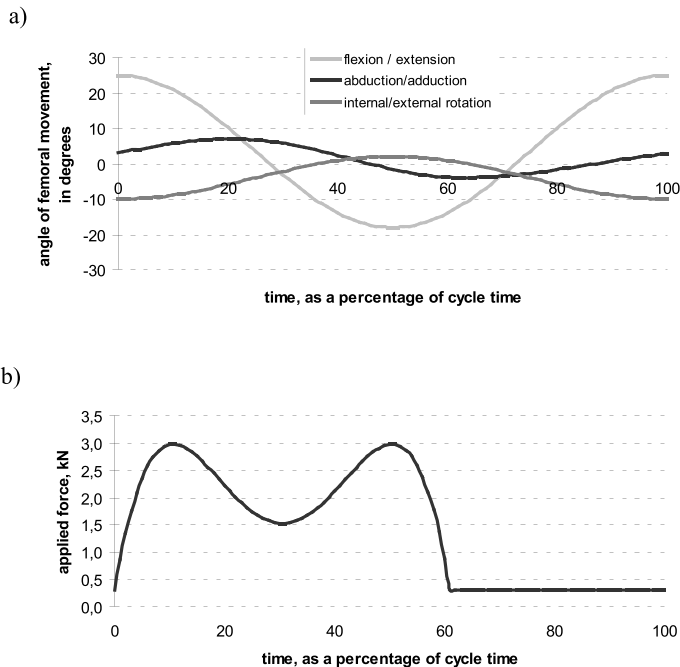 a)
angle of femoral movement,
in degrees
30
20
10
0
-10
-20
-30
flexion / extension
abduction/adduction
internal/external rotation
0 20 40 60 80 100
time, as a percentage of cycle time
b)
applied force, kN
3,5
3,0
2,5
2,0
1,5
1,0
0,5
0,0
0 20 40 60 80 100
time, as a percentage of cycle time